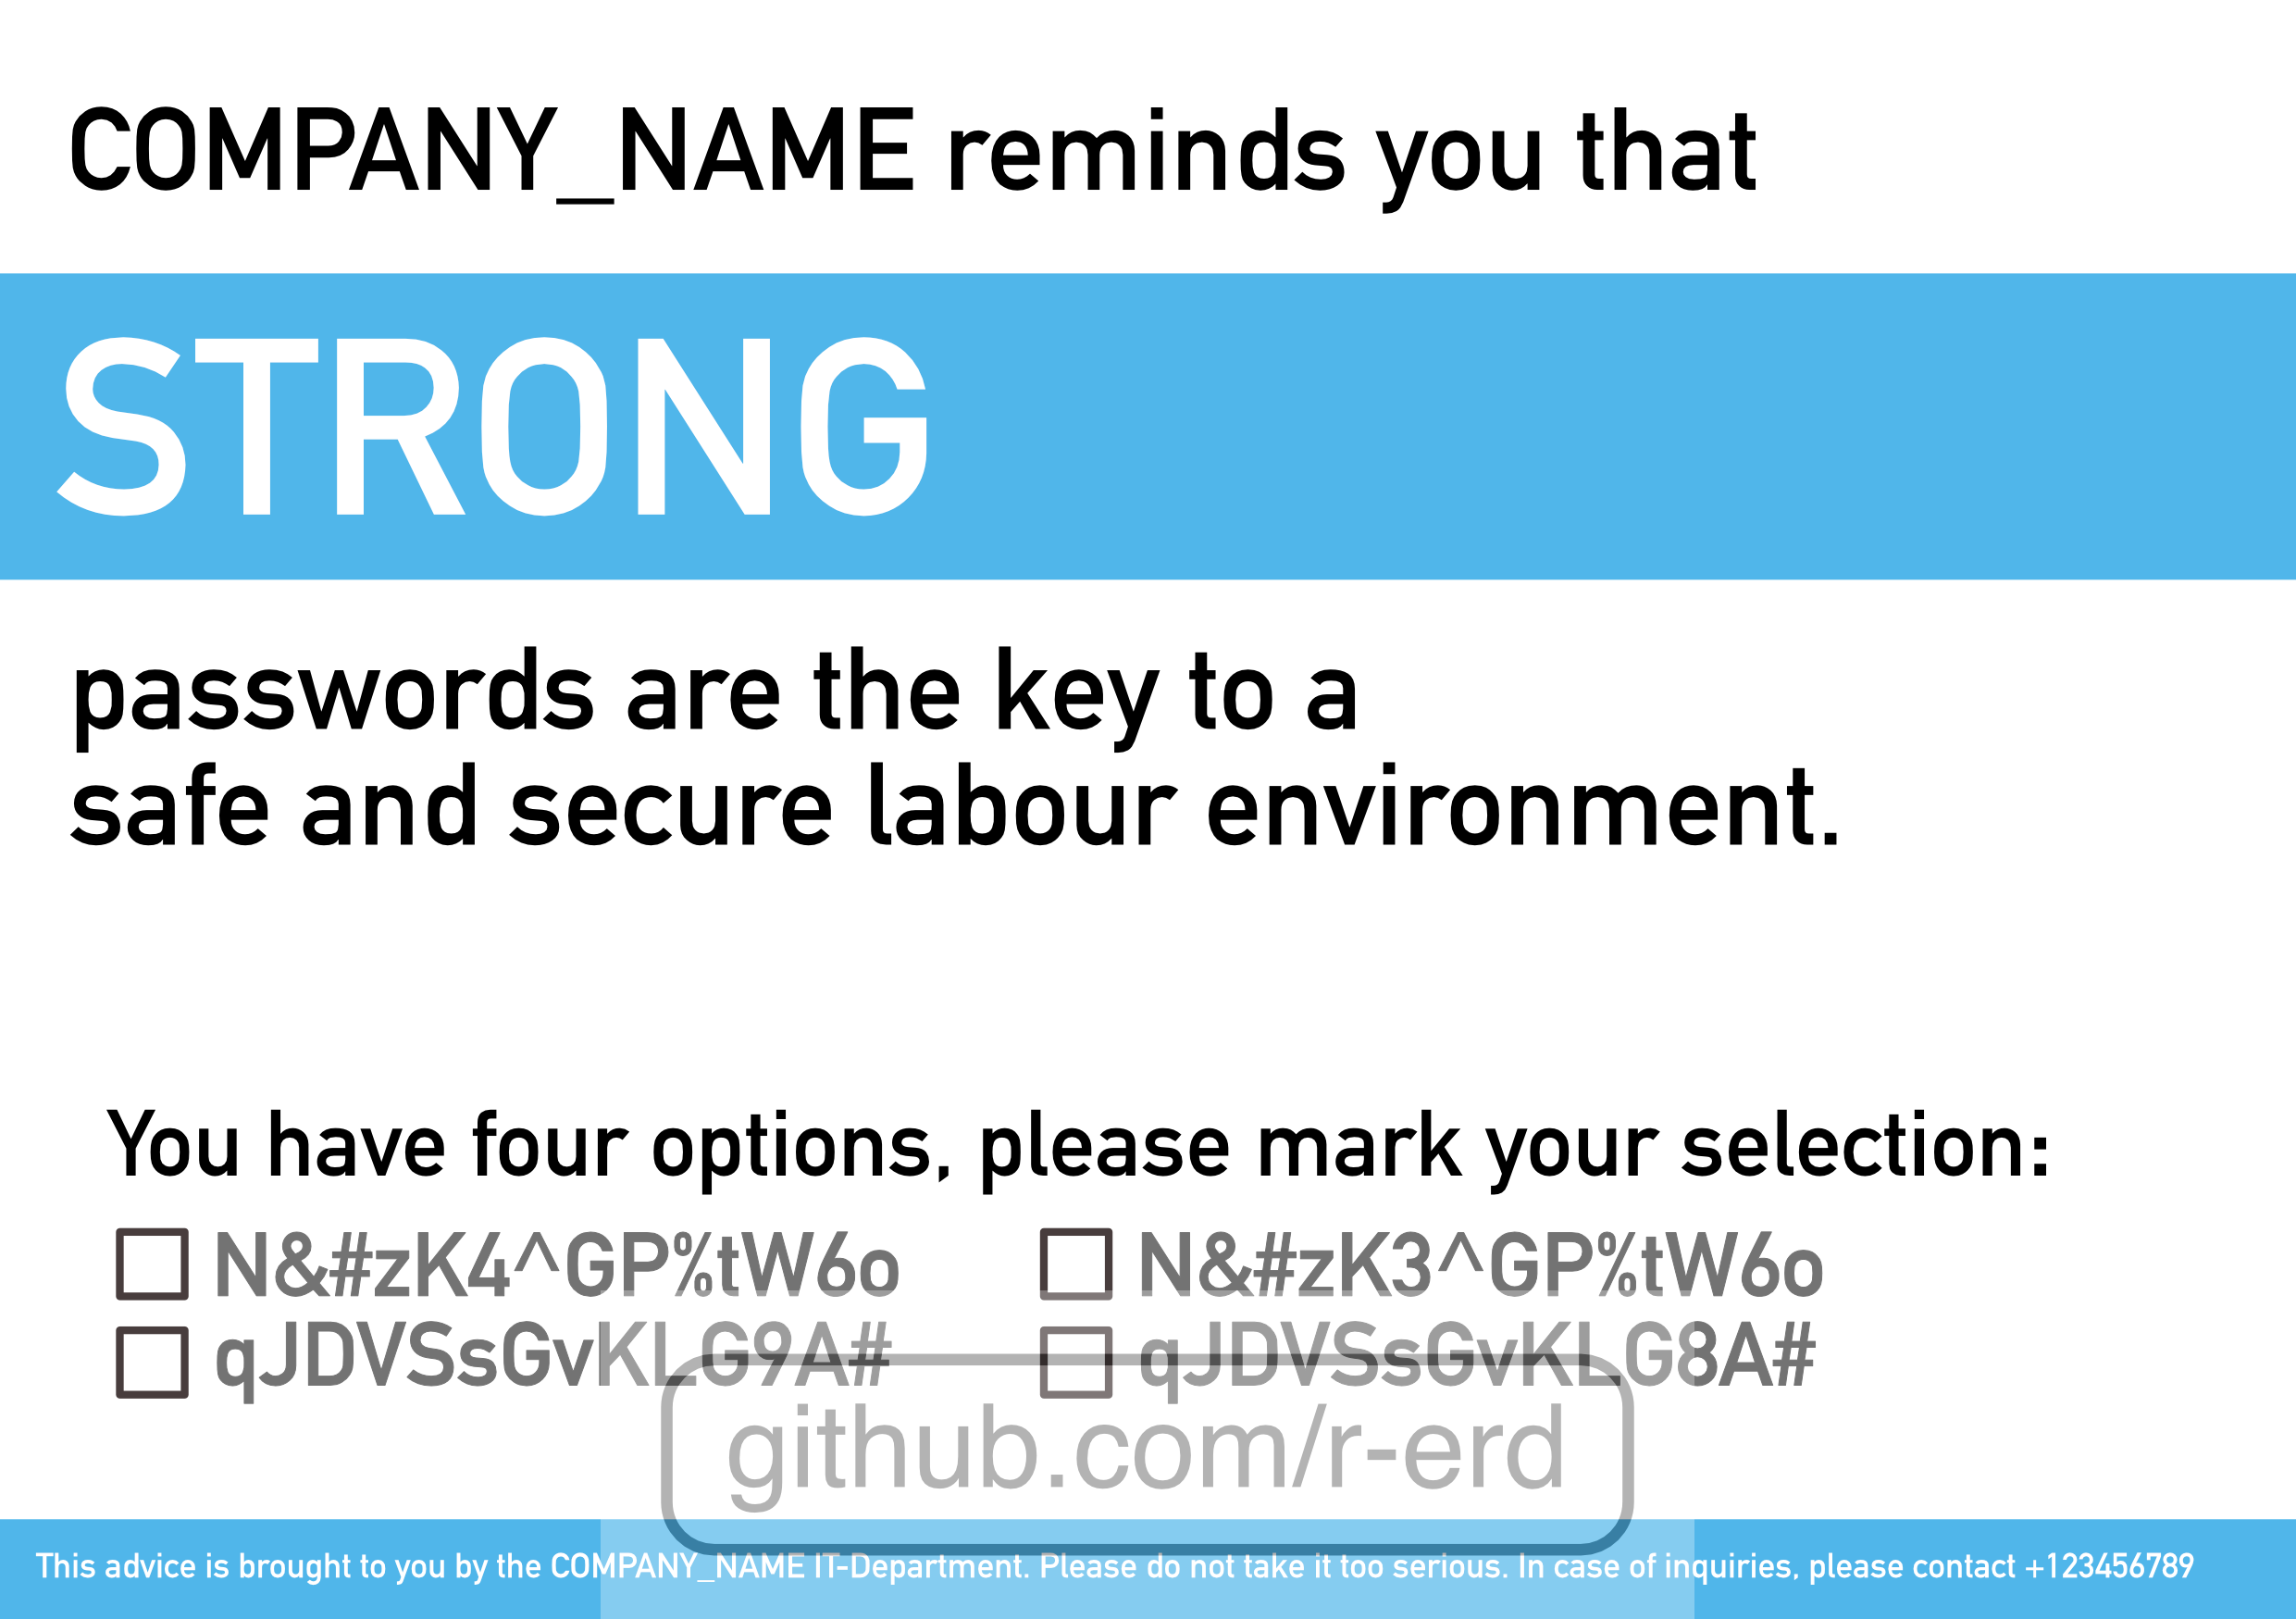 COMPANY_NAME reminds you that
STRONG
passwords are the key to a
safe and secure labour environment.
You have four options, please mark your selection:
N&#zK4^GP%tW6o N&#zK3^GP%tW6o
qJDVSsGvKLG9A# qJDVSsGvKLG8A#
github.com/r-erd
This advice is brought to you by the COMPANY_NAME IT-Department. Please do not take it too serious. In case of inquiries, please contact +123456789